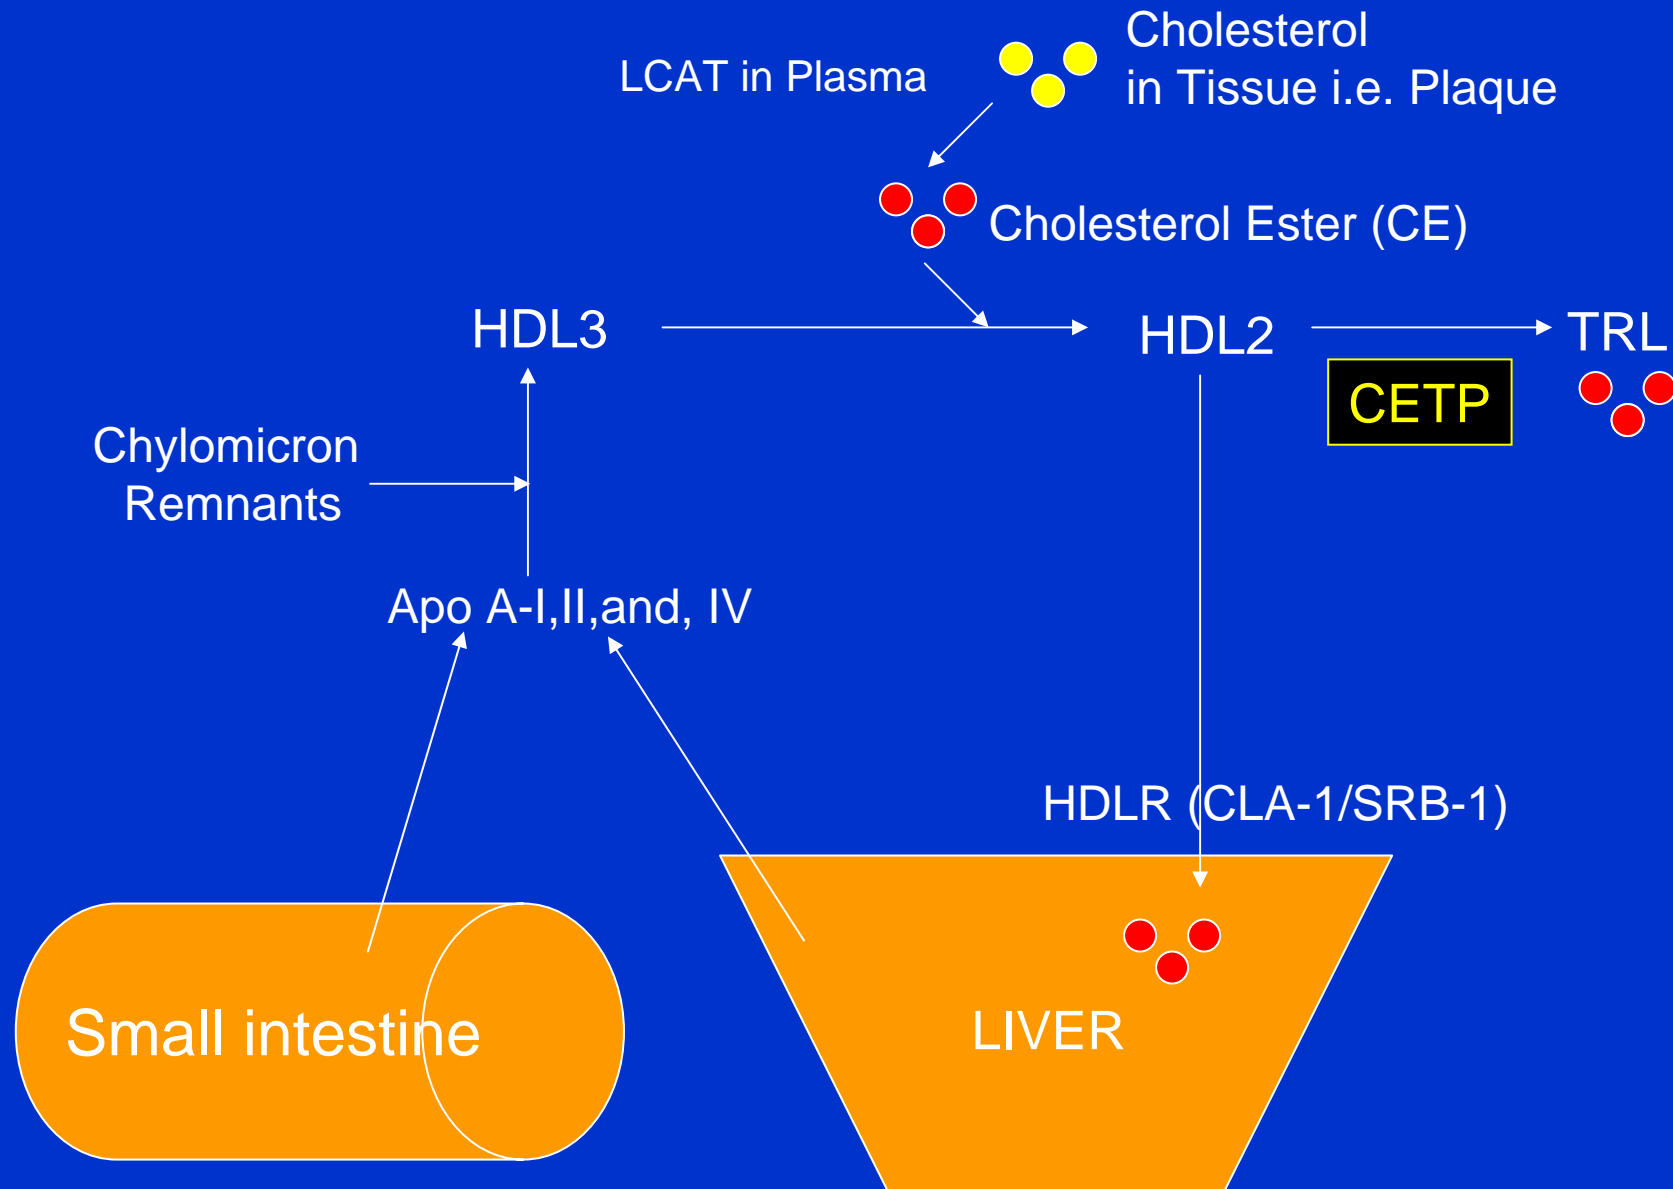 LCAT in Plasma
Cholesterol
in Tissue i.e. Plaque
Cholesterol Ester (CE)
HDL3
HDL2
TRL
CETP
Chylomicron
Remnants
Apo A-I,II,and, IV
HDLR (CLA-1/SRB-1)
Small intestine
LIVER